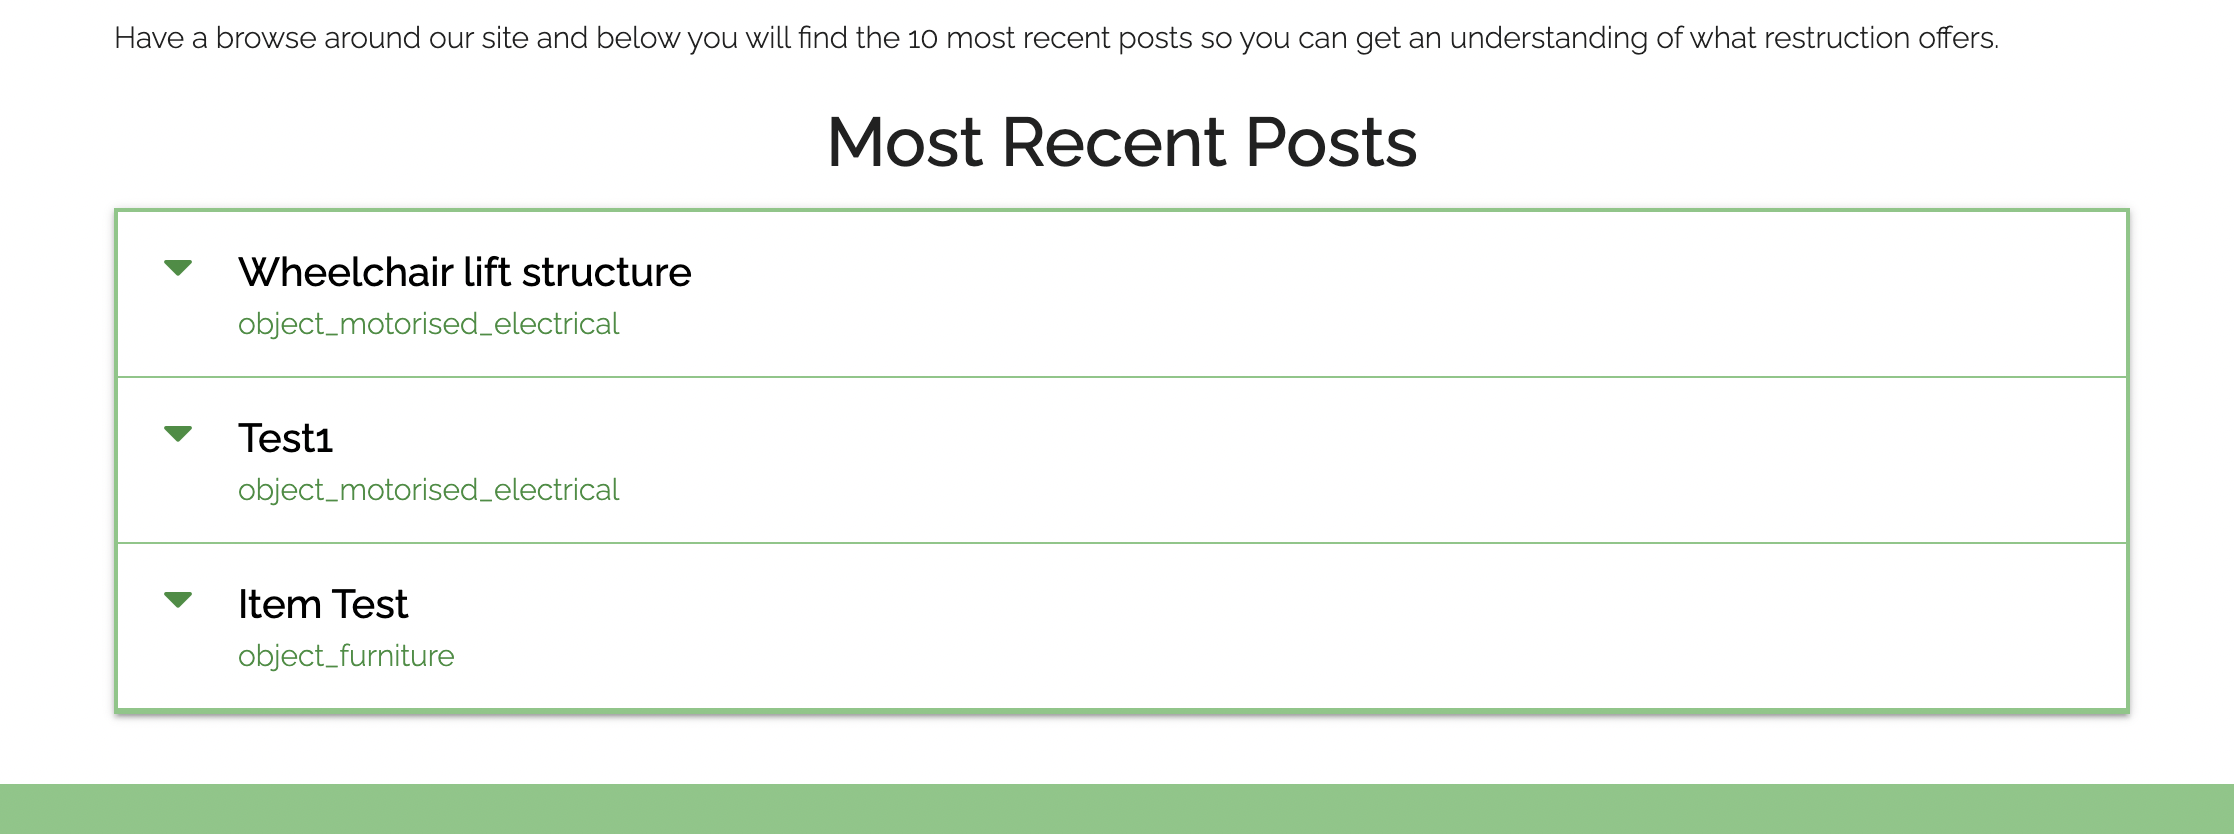 Have a browse around our site and below you will find the 10 most recent posts so you can get an understanding of what restruction offers.
Most Recent Posts
Wheelchair lift structure
object_motorised_electrical
Test1
object_motorised_electrical
Item Test
object_furniture